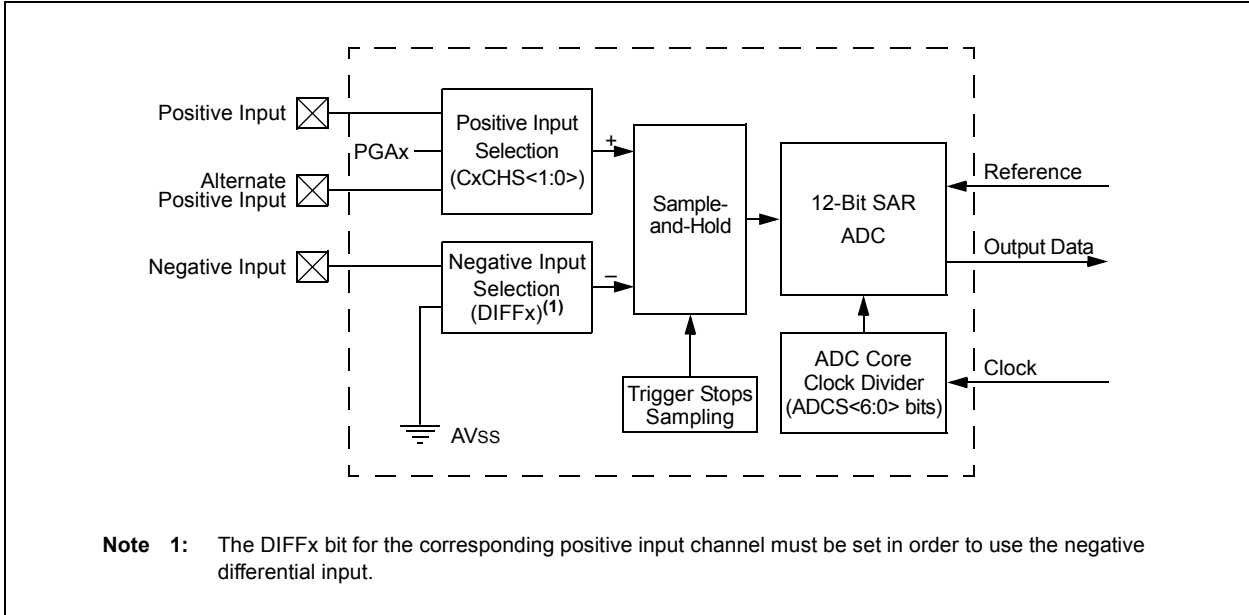 Positive Input
PGAx
Alternate
Positive Input
Negative Input
Positive Input
Selection
(CxCHS<1:0>)
+
Negative Input
Selection
(DIFFx)(1)
–
AVSS
Sample-
and-Hold
Trigger Stops
Sampling
12-Bit SAR
ADC
ADC Core
Clock Divider
(ADCS<6:0> bits)
Reference
Output Data
Clock
Note 1: The DIFFx bit for the corresponding positive input channel must be set in order to use the negative
differential input.